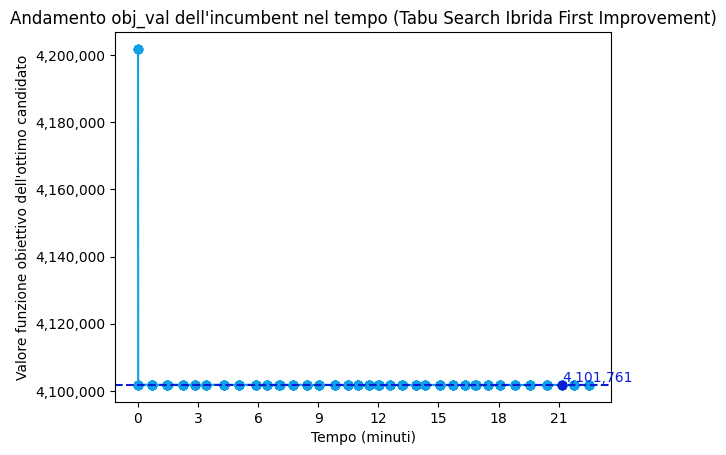 Andamento obj_val dell'incumbent nel tempo (Tabu Search Ibrida First Improvement)
Valore funzione obiettivo dell'ottimo candidato
4,200,000
4,180,000
4,160,000
4,140,000
4,120,000
4,100,000
4,101,761
0 3 6 9 12 15 18 21
Tempo (minuti)